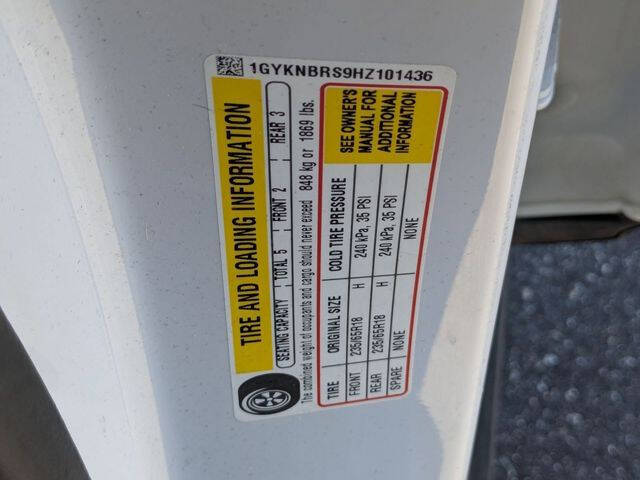 1GYKNBRS9HZ101436
TIRE AND LOADING INFORMATION
SEATING CAPACITY TOTAL 5 FRONT 2 REAR 3
The combined weight of occupants and cargo should never exceed 848 kg or 1869 lbs.
TIRE ORIGINAL SIZE COLD TIRE PRESSURE
FRONT 235/65R18 H 240 kPa, 35 PSI
REAR 235/65R18 H 240 kPa, 35 PSI
SPARE NONE NONE
SEE OWNER'S
MANUAL FOR
ADDITIONAL
INFORMATION